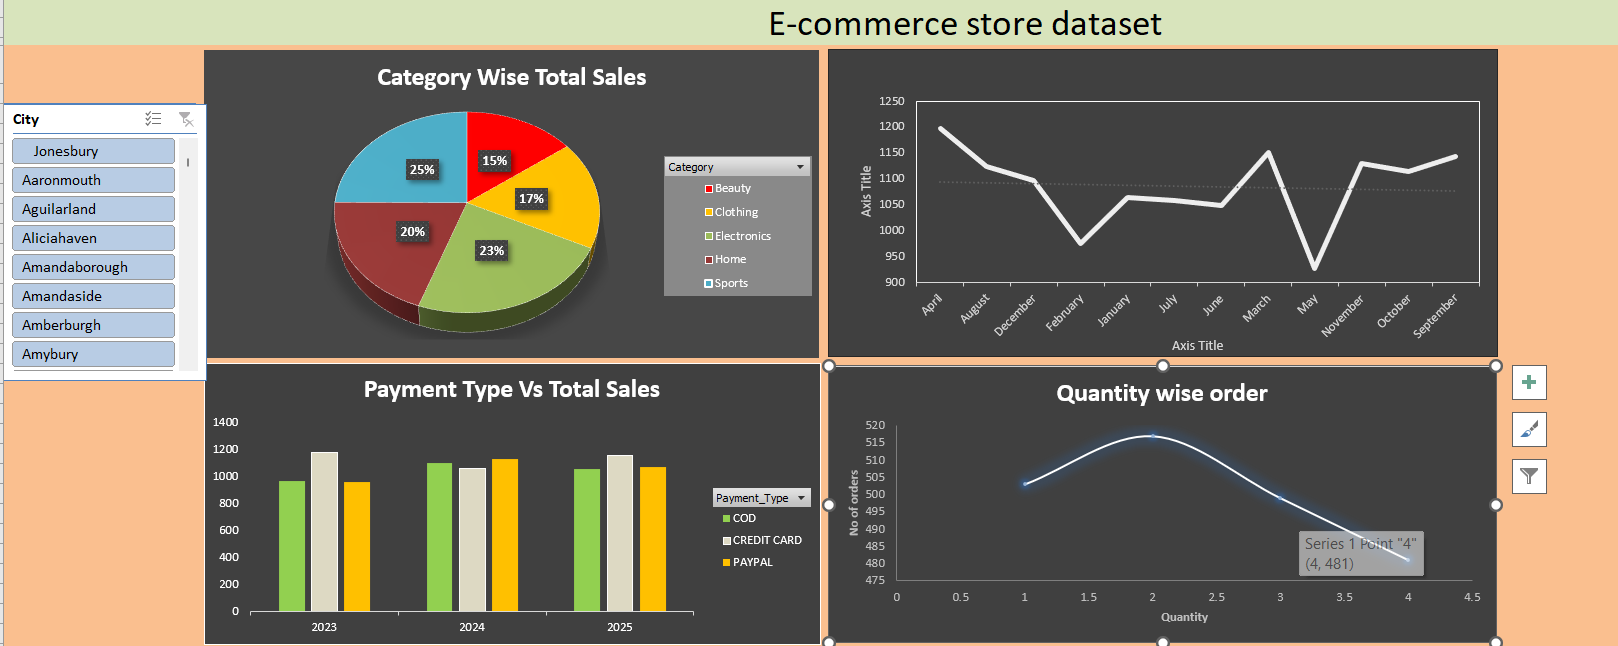 E-commerce store dataset
City
Jonesbury
Aaronmouth
Aguilarland
Aliciahaven
Amandaborough
Amandaside
Amberburgh
Amybury
Category Wise Total Sales
15%
17%
23%
20%
25%
Category
Beauty
Clothing
Electronics
Home
Sports
1250
1200
1150
1100
1050
1000
950
900
Axis Title
April
August
December
February
January
July
June
March
May
November
October
September
Axis Title
Payment Type Vs Total Sales
1400
1200
1000
800
600
400
200
0
2023
2024
2025
Payment_Type
COD
CREDIT CARD
PAYPAL
Quantity wise order
520
515
510
505
500
495
490
485
480
475
No of orders
0
0.5
1
1.5
2
2.5
3
3.5
4
4.5
Quantity
Series 1 Point "4"
(4, 481)